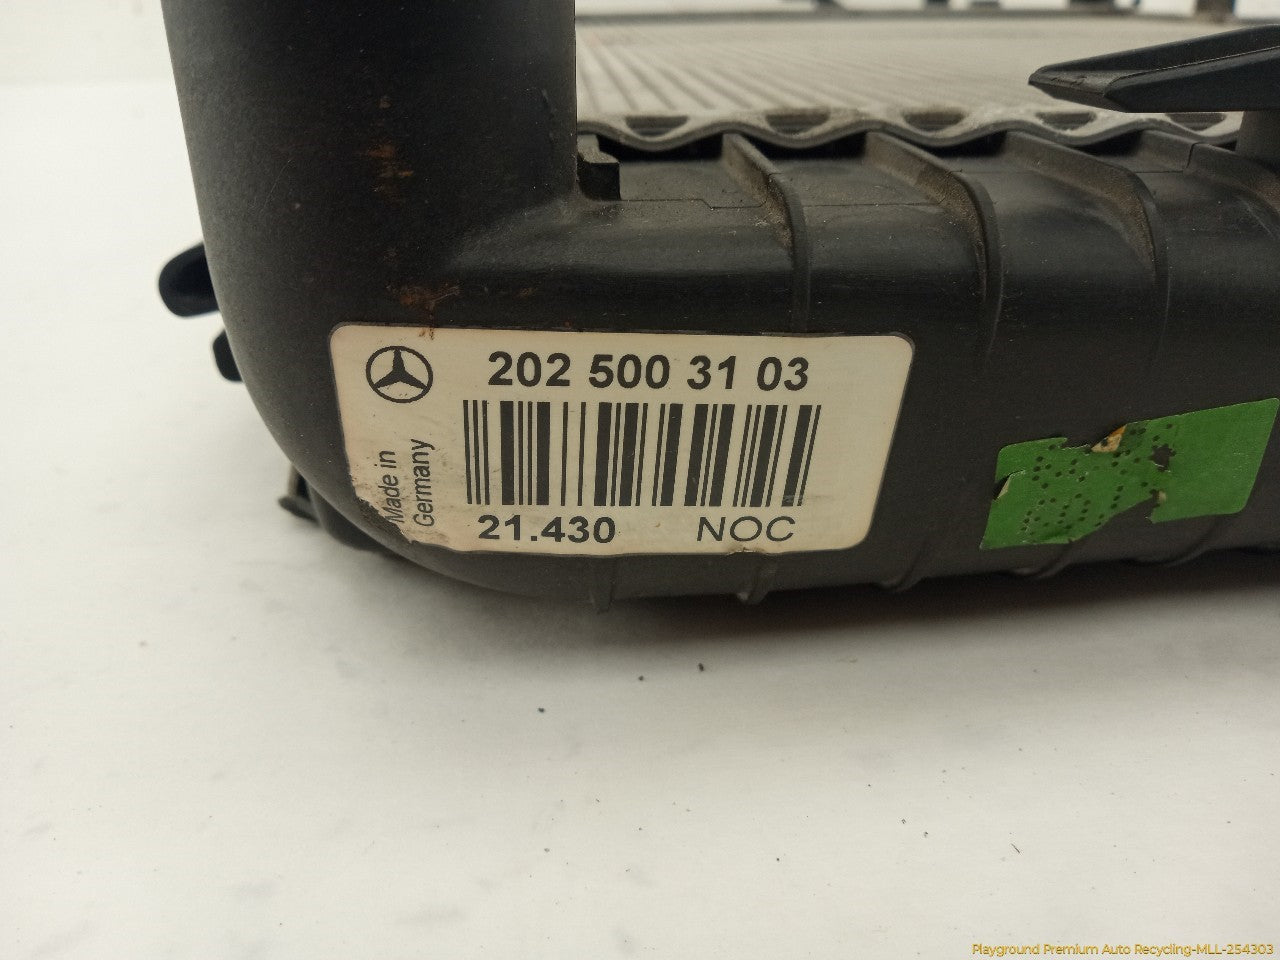 202 500 31 03
Made in
Germany
21.430 NOC
Playground Premium Auto Recycling-MLL-254303